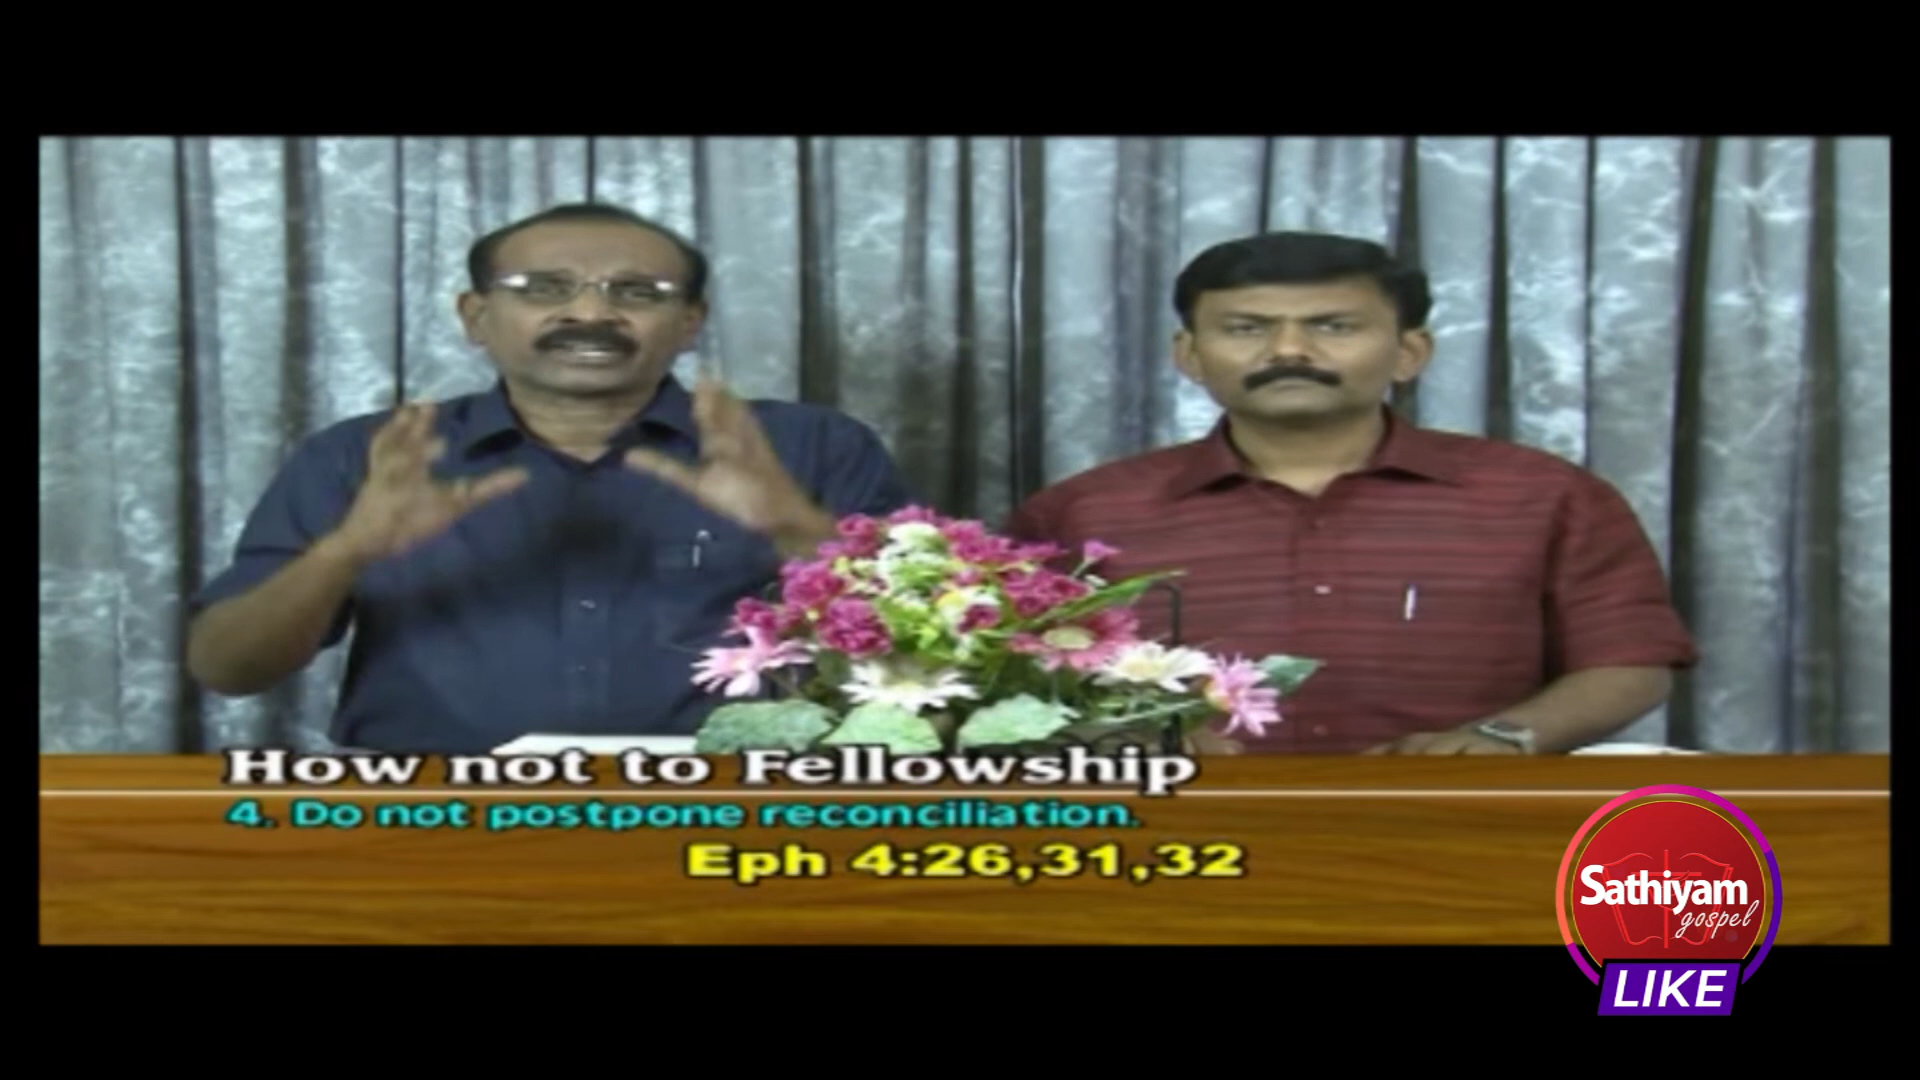 How not to Fellowship
4. Do not postpone reconciliation.
Eph 4:26,31,32
Sathiyam
gospel
LIKE